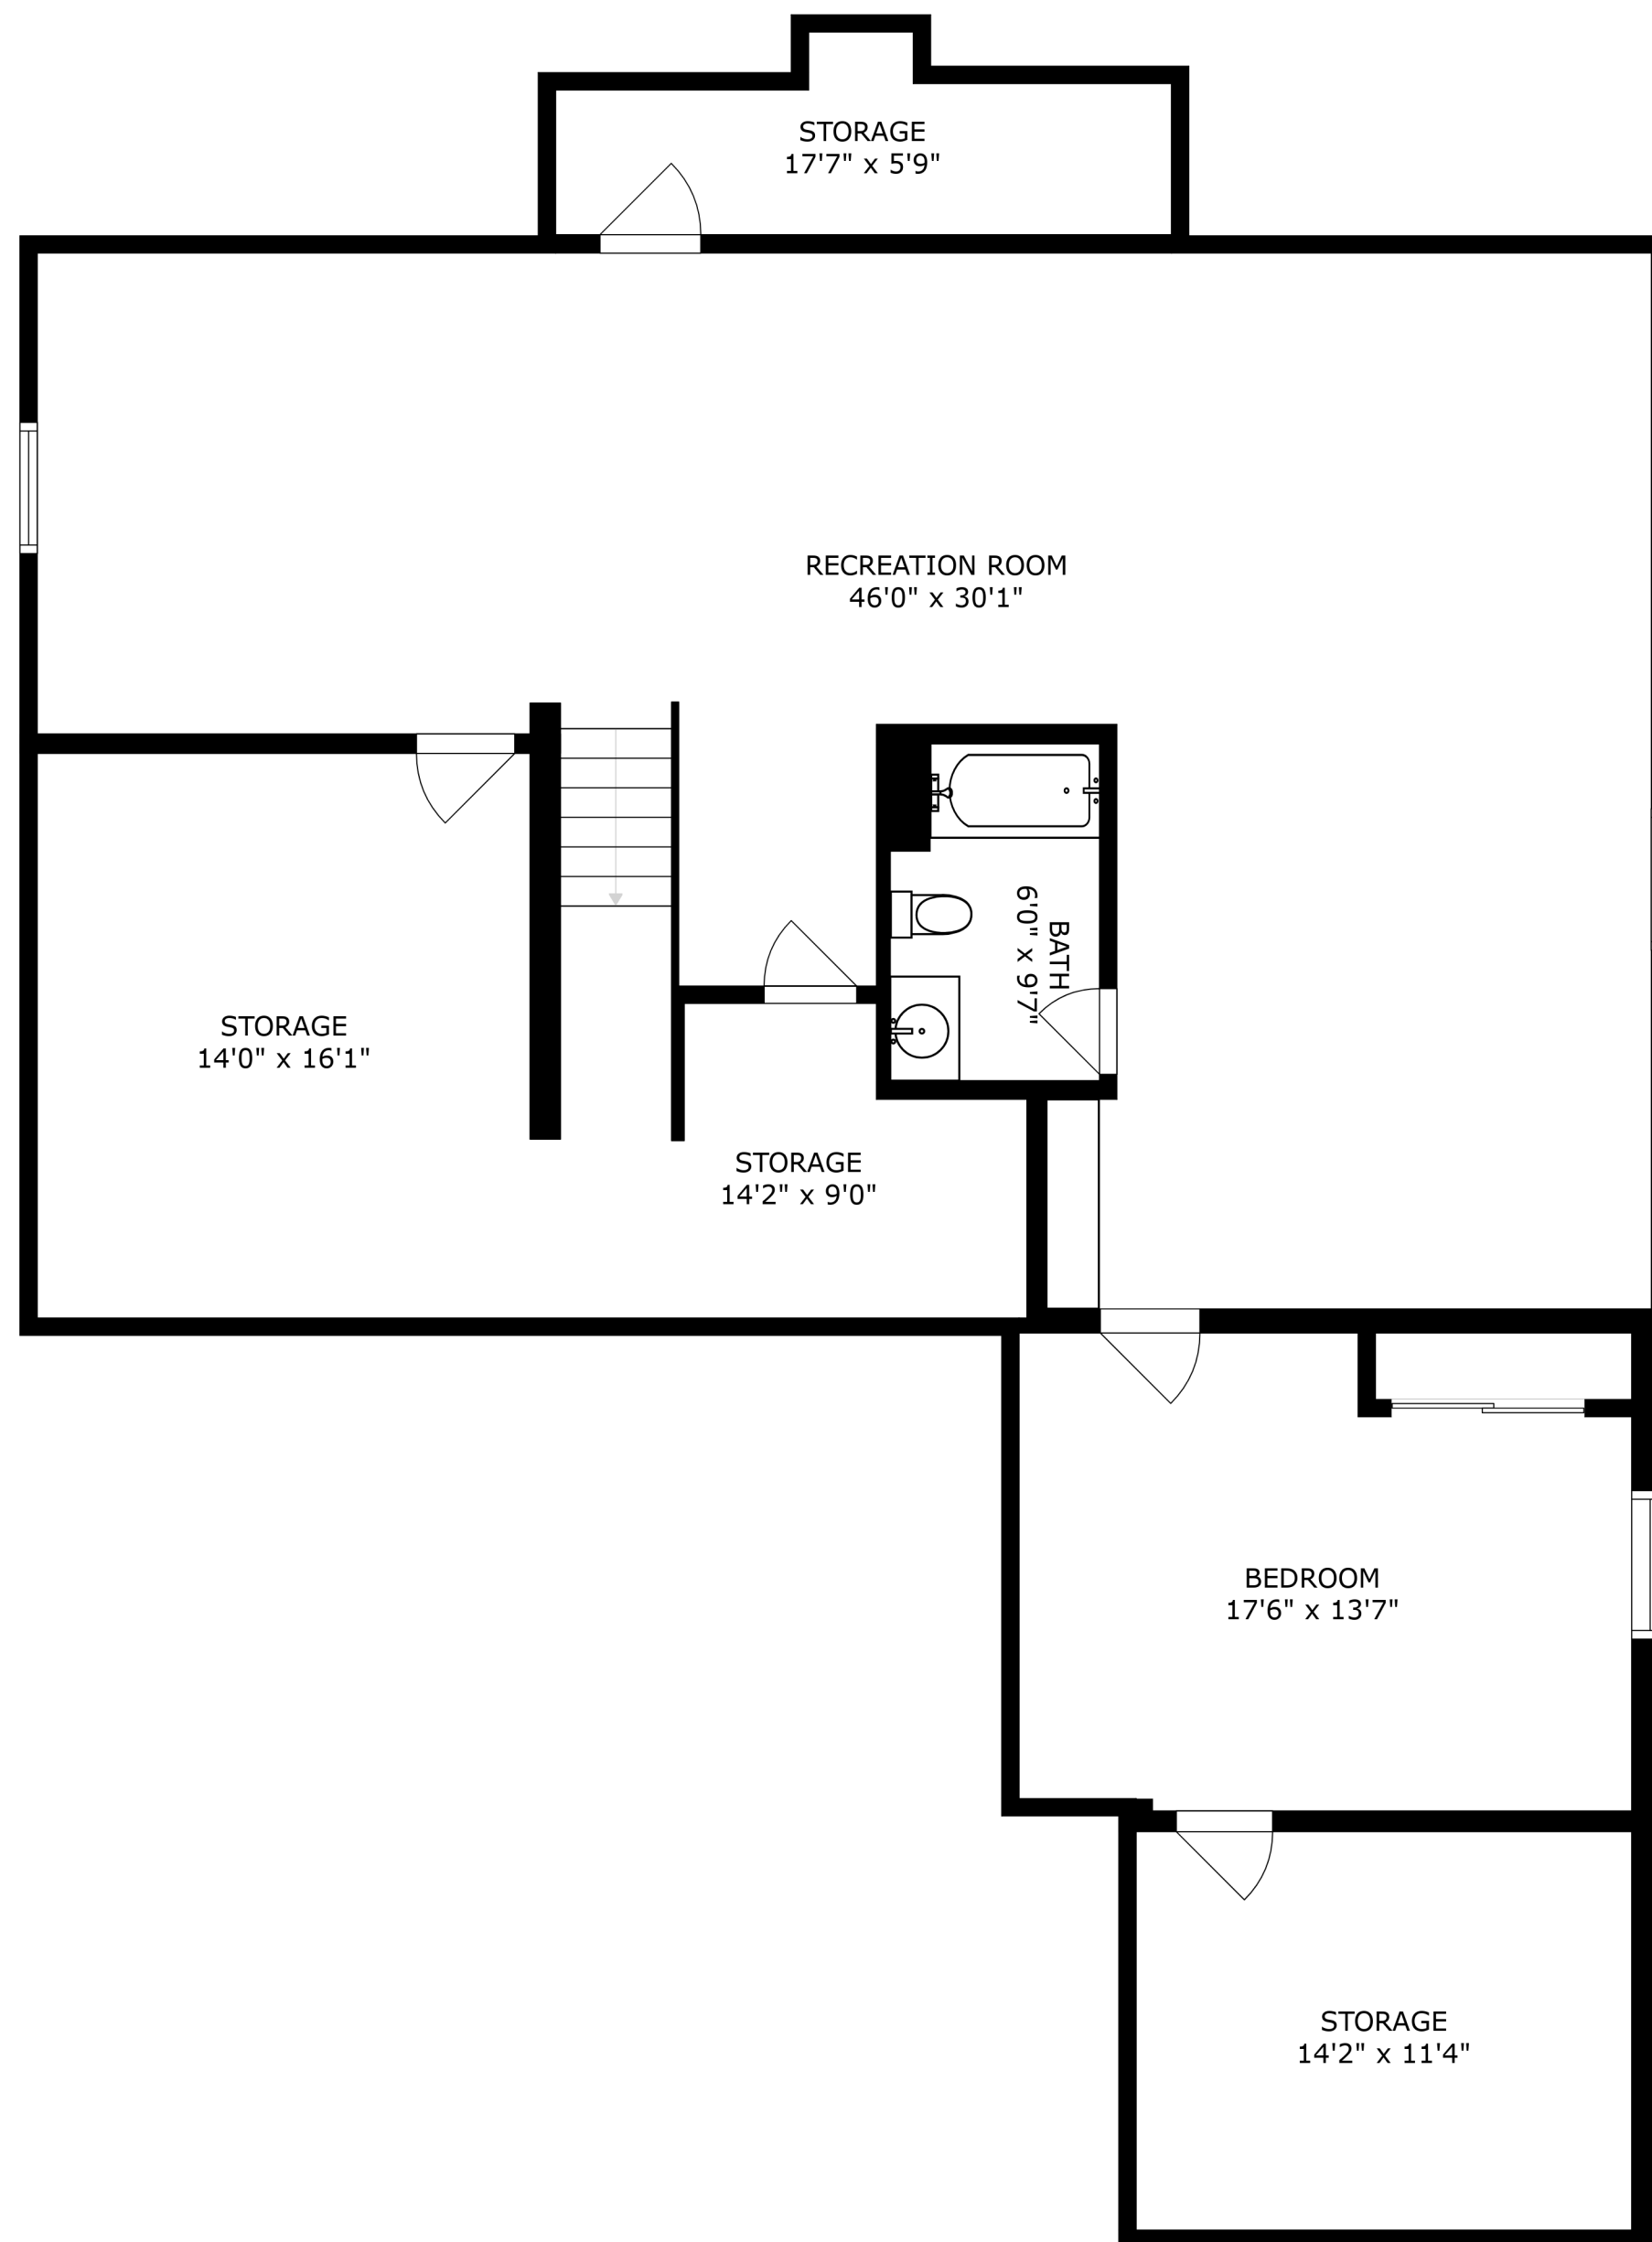 STORAGE
17'7" x 5'9"
RECREATION ROOM
46'0" x 30'1"
BATH
6'0" x 9'7"
STORAGE
14'0" x 16'1"
STORAGE
14'2" x 9'0"
BEDROOM
17'6" x 13'7"
STORAGE
14'2" x 11'4"